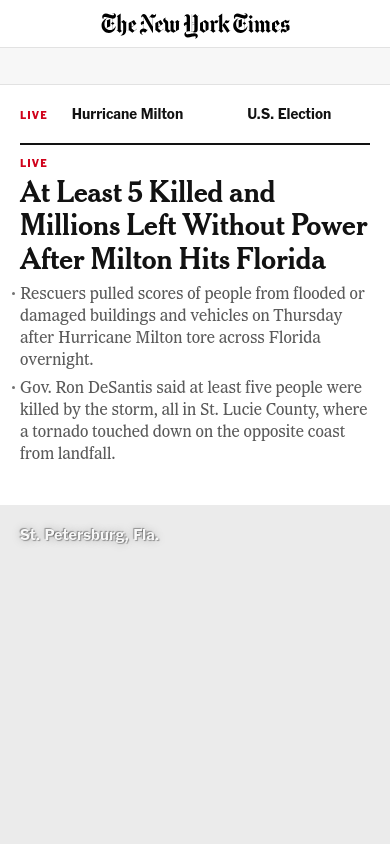 The New York Times
LIVE Hurricane Milton U.S. Election
LIVE
At Least 5 Killed and
Millions Left Without Power
After Milton Hits Florida
· Rescuers pulled scores of people from flooded or
damaged buildings and vehicles on Thursday
after Hurricane Milton tore across Florida
overnight.
· Gov. Ron DeSantis said at least five people were
killed by the storm, all in St. Lucie County, where
a tornado touched down on the opposite coast
from landfall.
St. Petersburg, Fla.